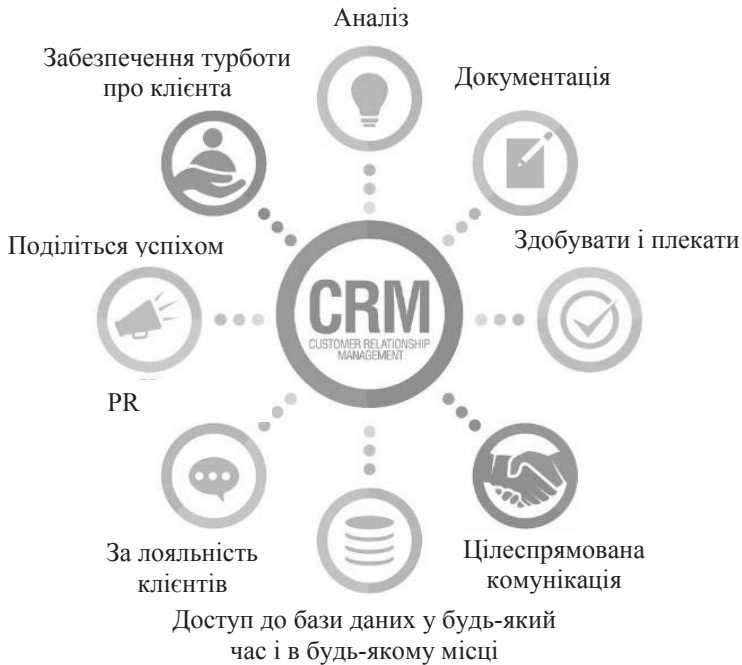 Аналіз
Забезпечення турботи
про клієнта
Документація
Поділіться успіхом
Здобувати і плекати
CRM
CUSTOMER RELATIONSHIP
MANAGEMENT
PR
За лояльність
клієнтів
Цілеспрямована
комунікація
Доступ до бази даних у будь-який
час і в будь-якому місці